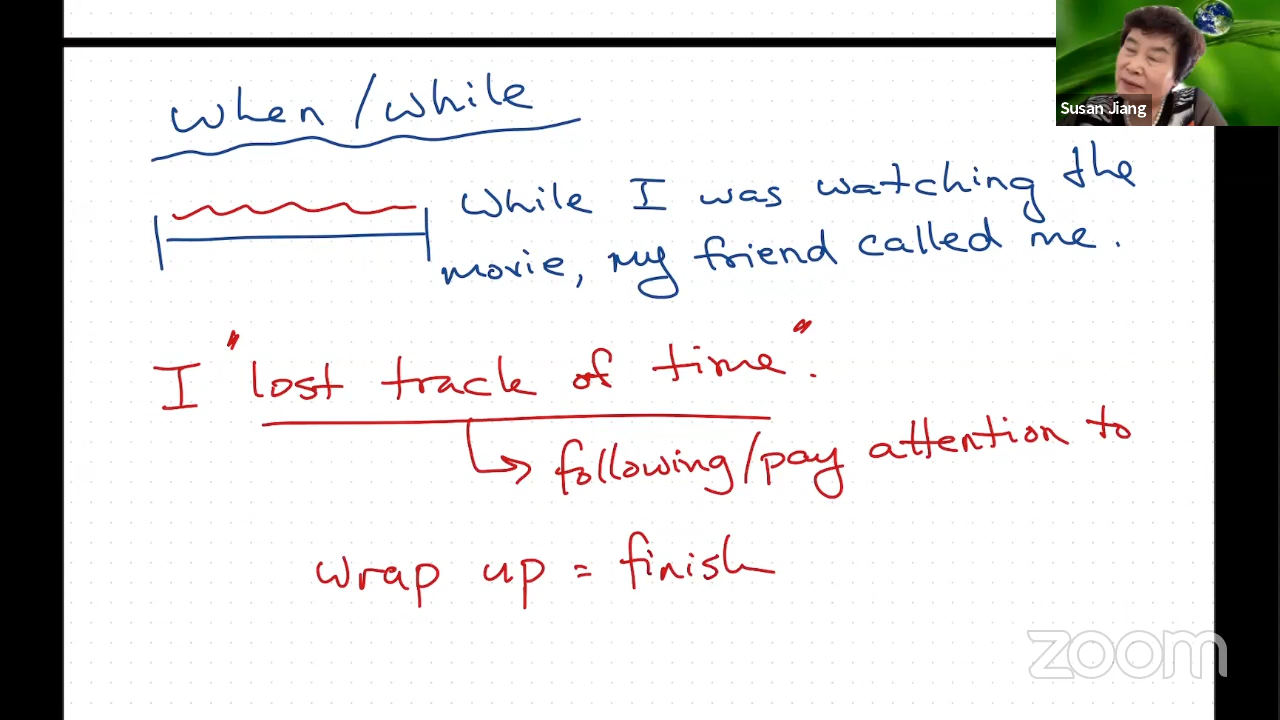 when / while
While I was watching the
movie, my friend called me.
I "lost track of time".
following/pay attention to
wrap up = finish
Susan Jiang
zoom